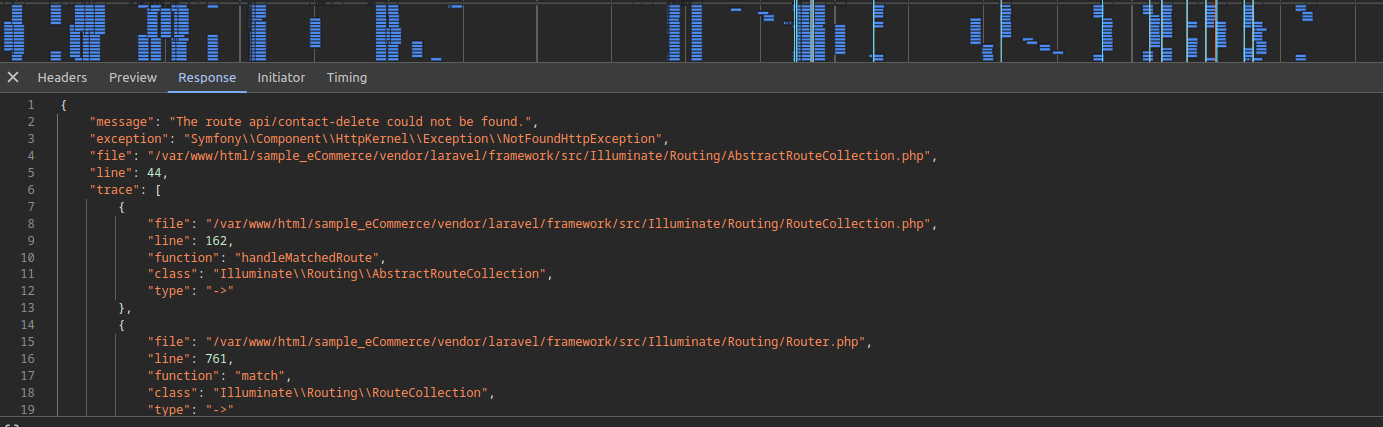 Headers Preview Response Initiator Timing
1 {
2 "message": "The route api/contact-delete could not be found.",
3 "exception": "Symfony\\Component\\HttpKernel\\Exception\\NotFoundHttpException",
4 "file": "/var/www/html/sample_eCommerce/vendor/laravel/framework/src/Illuminate/Routing/AbstractRouteCollection.php",
5 "line": 44,
6 "trace": [
7 {
8 "file": "/var/www/html/sample_eCommerce/vendor/laravel/framework/src/Illuminate/Routing/RouteCollection.php",
9 "line": 162,
10 "function": "handleMatchedRoute",
11 "class": "Illuminate\\Routing\\AbstractRouteCollection",
12 "type": "->"
13 },
14 {
15 "file": "/var/www/html/sample_eCommerce/vendor/laravel/framework/src/Illuminate/Routing/Router.php",
16 "line": 761,
17 "function": "match",
18 "class": "Illuminate\\Routing\\RouteCollection",
19 "type": "->"